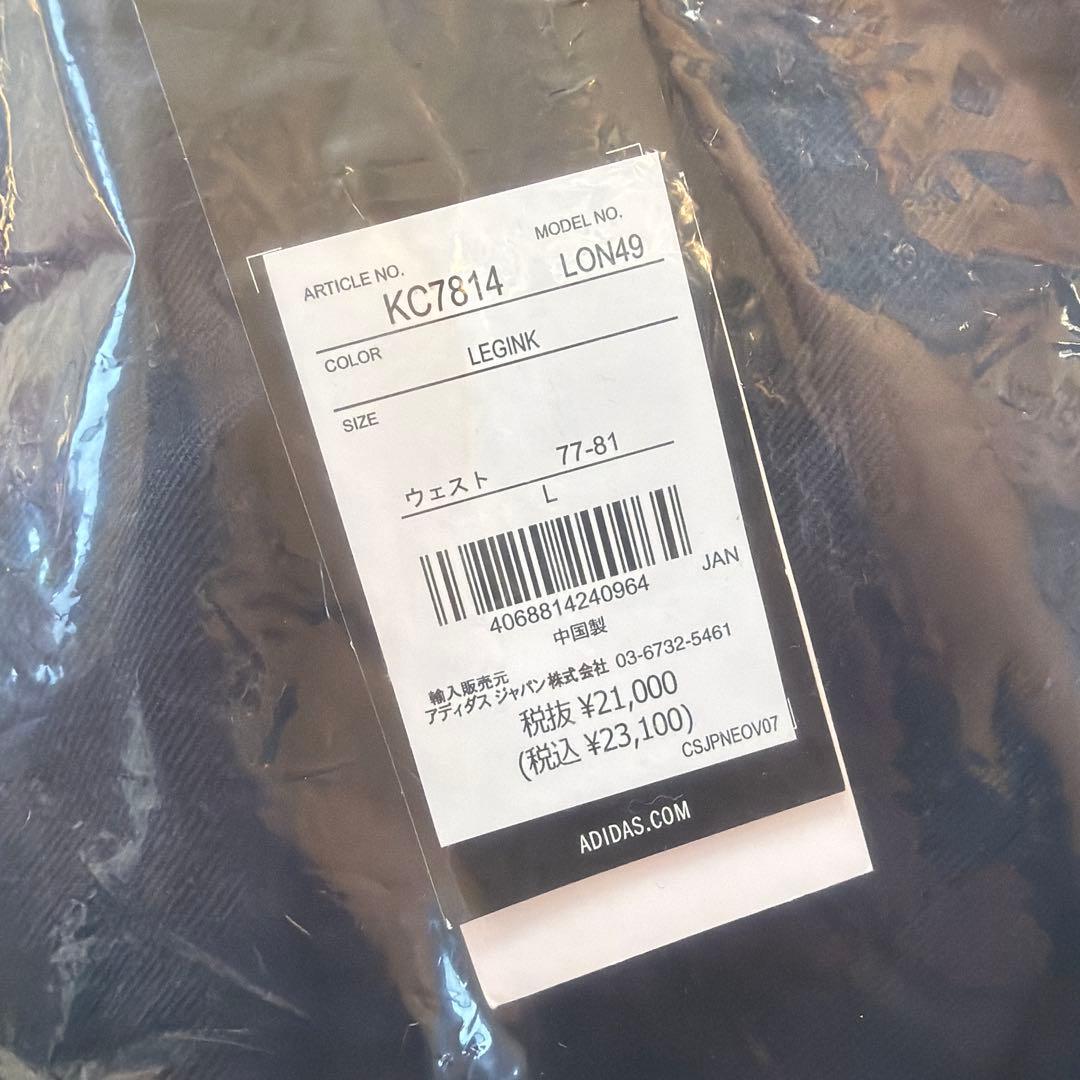 ARTICLE NO. MODEL NO.
KC7814 LON49
COLOR LEGINK
SIZE
ウェスト 77-81
L
4068814240964 JAN
中国製
輸入販売元
アディダス ジャパン株式会社 03-6732-5461
税抜 ¥21,000
(税込 ¥23,100)
CSJPNEOV07
ADIDAS.COM